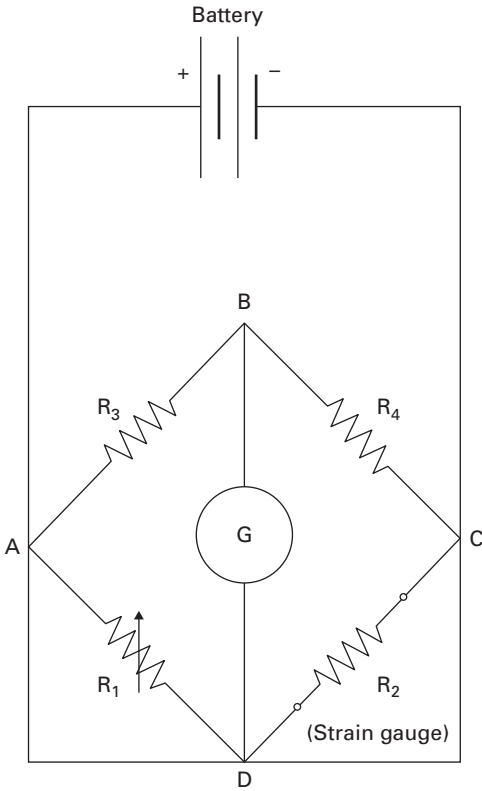 Battery
+ −
B
R₃ R₄
G
A C
R₁ R₂
(Strain gauge)
D